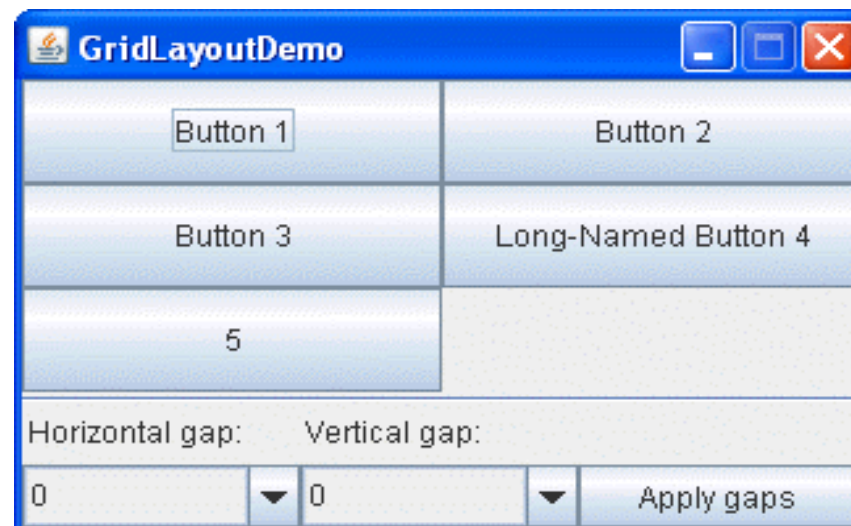 GridLayoutDemo
Button 1 Button 2
Button 3 Long-Named Button 4
5
Horizontal gap: Vertical gap:
0 0 Apply gaps